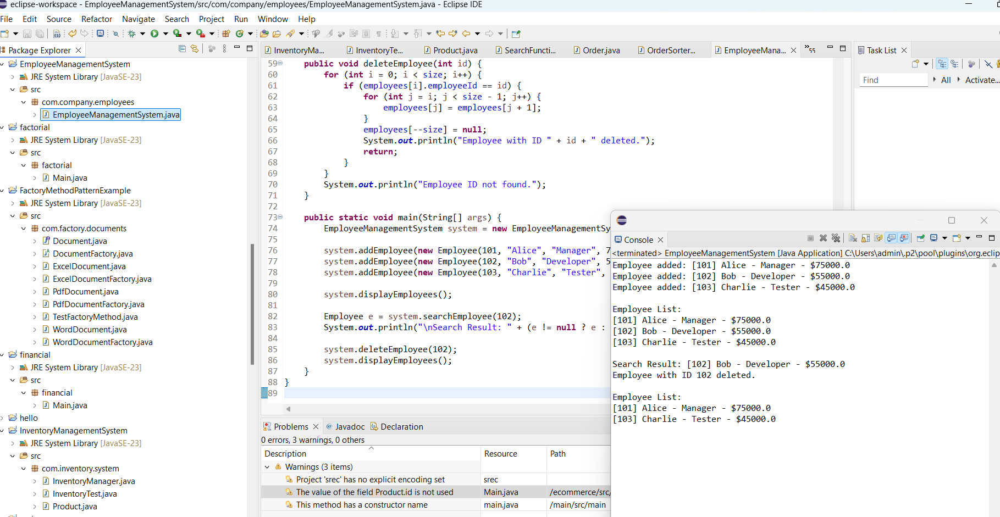 eclipse-workspace - EmployeeManagementSystem/src/com/company/employees/EmployeeManagementSystem.java - Eclipse IDE
File Edit Source Refactor Navigate Search Project Run Window Help
Package Explorer
EmployeeManagementSystem
JRE System Library [JavaSE-23]
src
com.company.employees
EmployeeManagementSystem.java
factorial
JRE System Library [JavaSE-23]
src
factorial
Main.java
FactoryMethodPatternExample
JRE System Library [JavaSE-23]
src
com.factory.documents
Document.java
DocumentFactory.java
ExcelDocument.java
ExcelDocumentFactory.java
PdfDocument.java
PdfDocumentFactory.java
TestFactoryMethod.java
WordDocument.java
WordDocumentFactory.java
financial
JRE System Library [JavaSE-23]
src
financial
Main.java
hello
InventoryManagementSystem
JRE System Library [JavaSE-23]
src
com.inventory.system
InventoryManager.java
InventoryTest.java
Product.java
InventoryMa... InventoryTe... Product.java SearchFuncti... Order.java OrderSorter... EmployeeMana... »55
59 public void deleteEmployee(int id) {
60 for (int i = 0; i < size; i++) {
61 if (employees[i].employeeId == id) {
62 for (int j = i; j < size - 1; j++) {
63 employees[j] = employees[j + 1];
64 }
65 employees[--size] = null;
66 System.out.println("Employee with ID " + id + " deleted.");
67 return;
68 }
69 }
70 System.out.println("Employee ID not found.");
71 }
72
73 public static void main(String[] args) {
74 EmployeeManagementSystem system = new EmployeeManagementSy
75
76 system.addEmployee(new Employee(101, "Alice", "Manager", 7
77 system.addEmployee(new Employee(102, "Bob", "Developer", 5
78 system.addEmployee(new Employee(103, "Charlie", "Tester",
79
80 system.displayEmployees();
81
82 Employee e = system.searchEmployee(102);
83 System.out.println("\nSearch Result: " + (e != null ? e :
84
85 system.deleteEmployee(102);
86 system.displayEmployees();
87 }
88 }
89
Problems Javadoc Declaration
0 errors, 3 warnings, 0 others
Description Resource Path
Warnings (3 items)
Project 'srec' has no explicit encoding set srec
The value of the field Product.id is not used Main.java /ecommerce/src/
This method has a constructor name main.java /main/src/main
Task List
Find All Activate...
Console
<terminated> EmployeeManagementSystem [Java Application] C:\Users\admin\.p2\pool\plugins\org.eclip
Employee added: [101] Alice - Manager - $75000.0
Employee added: [102] Bob - Developer - $55000.0
Employee added: [103] Charlie - Tester - $45000.0
Employee List:
[101] Alice - Manager - $75000.0
[102] Bob - Developer - $55000.0
[103] Charlie - Tester - $45000.0
Search Result: [102] Bob - Developer - $55000.0
Employee with ID 102 deleted.
Employee List:
[101] Alice - Manager - $75000.0
[103] Charlie - Tester - $45000.0